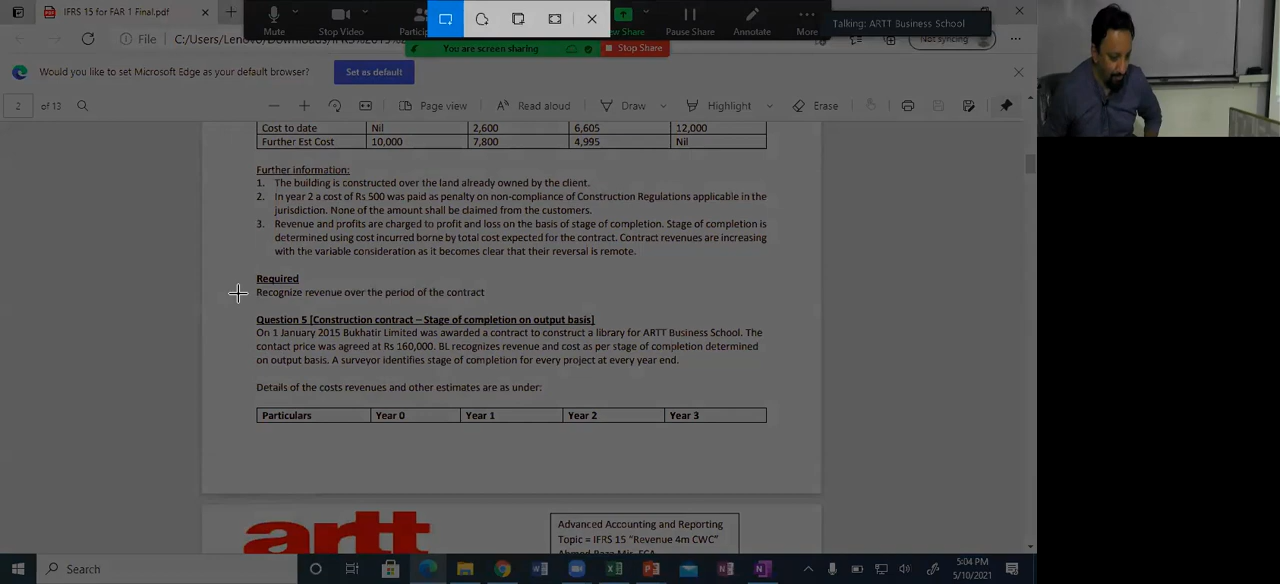 IFRS 15 for FAR 1 Final.pdf
Mute
Stop Video
Particip
New Share
Pause Share
Annotate
More
Talking: ARTT Business School
You are screen sharing
Stop Share
File
C:/Users/Lenovo/Downloads/IFRS%
Not syncing
Would you like to set Microsoft Edge as your default browser?
Set as default
2 of 13
Page view
Read aloud
Draw
Highlight
Erase
Cost to date Nil 2,600 6,605 12,000
Further Est Cost 10,000 7,800 4,995 Nil
Further information:
1. The building is constructed over the land already owned by the client.
2. In year 2 a cost of Rs 500 was paid as penalty on non-compliance of Construction Regulations applicable in the
jurisdiction. None of the amount shall be claimed from the customers.
3. Revenue and profits are charged to profit and loss on the basis of stage of completion. Stage of completion is
determined using cost incurred borne by total cost expected for the contract. Contract revenues are increasing
with the variable consideration as it becomes clear that their reversal is remote.
Required
Recognize revenue over the period of the contract
Question 5 [Construction contract – Stage of completion on output basis]
On 1 January 2015 Bukhatir Limited was awarded a contract to construct a library for ARTT Business School. The
contact price was agreed at Rs 160,000. BL recognizes revenue and cost as per stage of completion determined
on output basis. A surveyor identifies stage of completion for every project at every year end.
Details of the costs revenues and other estimates are as under:
Particulars Year 0 Year 1 Year 2 Year 3
artt
Advanced Accounting and Reporting
Topic = IFRS 15 "Revenue 4m CWC"
Ahmed Raza Mir, FCA
Search
5:04 PM
5/10/2021